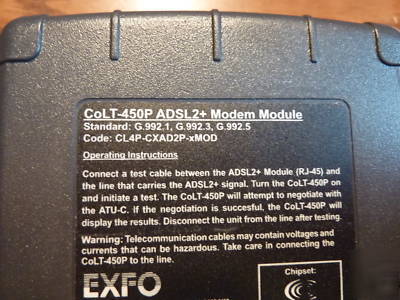 CoLT-450P ADSL2+ Modem Module
Standard: G.992.1, G.992.3, G.992.5
Code: CL4P-CXAD2P-xMOD
Operating Instructions
Connect a test cable between the ADSL2+ Module (RJ-45) and
the line that carries the ADSL2+ signal. Turn the CoLT-450P on
and initiate a test. The CoLT-450P will attempt to negotiate with
the ATU-C. If the negotiation is succesful, the CoLT-450P will
display the results. Disconnect the unit from the line after testing.
Warning: Telecommunication cables may contain voltages and
currents that can be hazardous. Take care in connecting the
CoLT-450P to the line.
EXFO
Chipset: